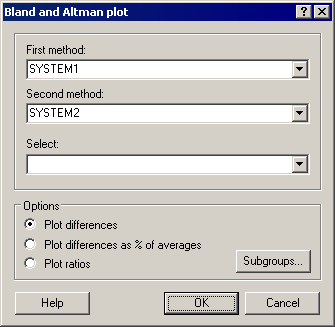 Bland and Altman plot
First method:
SYSTEM1
Second method:
SYSTEM2
Select:
Options
Plot differences
Plot differences as % of averages
Plot ratios
Subgroups...
Help
OK
Cancel